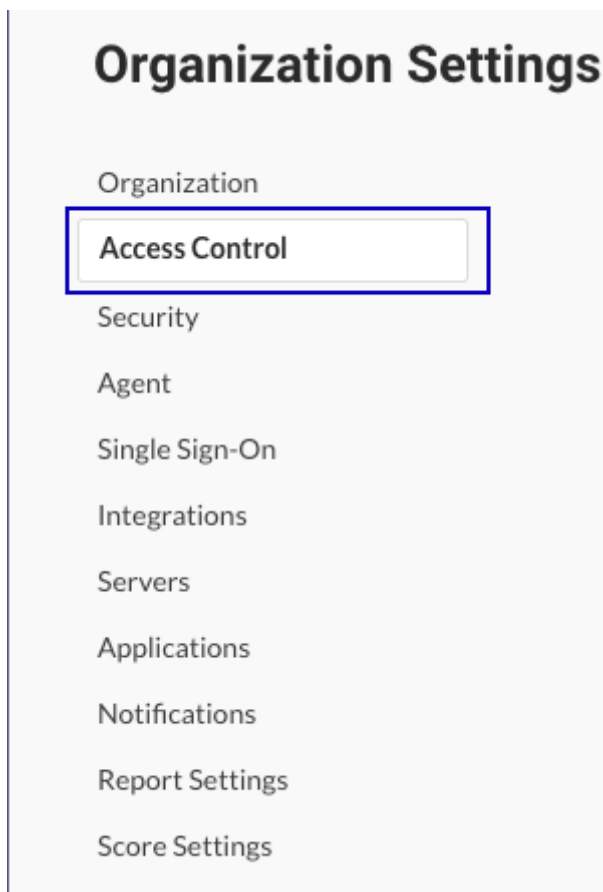 Organization Settings
Organization
Access Control
Security
Agent
Single Sign-On
Integrations
Servers
Applications
Notifications
Report Settings
Score Settings